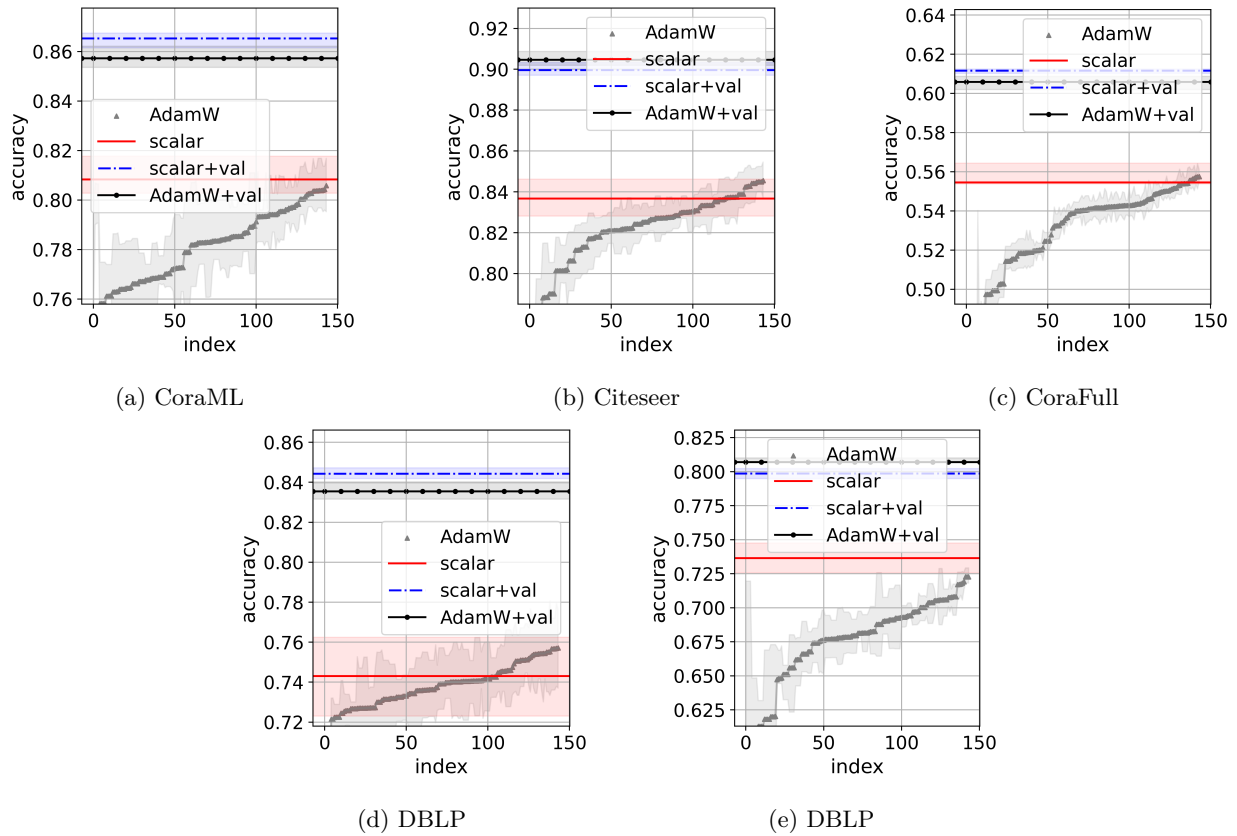 0.86
0.84
0.82
0.80
0.78
0.76
accuracy
AdamW
scalar
scalar+val
AdamW+val
0 50 100 150
index
(a) CoraML
0.92
0.90
0.88
0.86
0.84
0.82
0.80
accuracy
AdamW
scalar
scalar+val
AdamW+val
0 50 100 150
index
(b) Citeseer
0.64
0.62
0.60
0.58
0.56
0.54
0.52
0.50
accuracy
AdamW
scalar
scalar+val
AdamW+val
0 50 100 150
index
(c) CoraFull
0.86
0.84
0.82
0.80
0.78
0.76
0.74
0.72
accuracy
AdamW
scalar
scalar+val
AdamW+val
0 50 100 150
index
(d) DBLP
0.825
0.800
0.775
0.750
0.725
0.700
0.675
0.650
0.625
accuracy
AdamW
scalar
scalar+val
AdamW+val
0 50 100 150
index
(e) DBLP